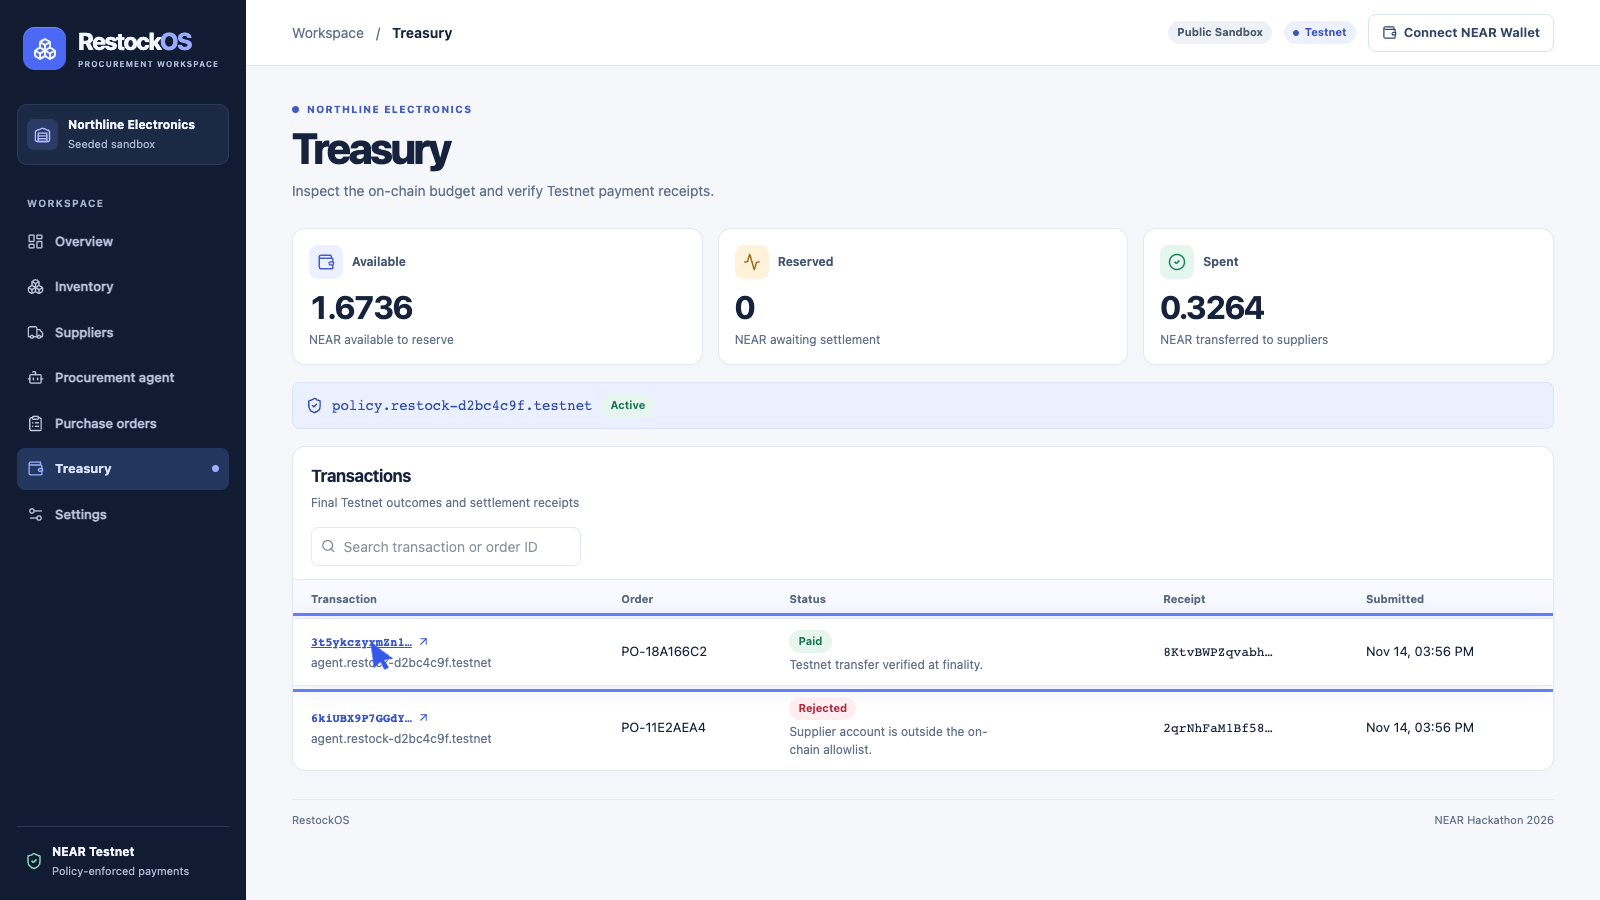 RestockOS
PROCUREMENT WORKSPACE
Northline Electronics
Seeded sandbox
WORKSPACE
Overview
Inventory
Suppliers
Procurement agent
Purchase orders
Treasury
Settings
NEAR Testnet
Policy-enforced payments
Workspace / Treasury
Public Sandbox
Testnet
Connect NEAR Wallet
NORTHLINE ELECTRONICS
Treasury
Inspect the on-chain budget and verify Testnet payment receipts.
Available
1.6736
NEAR available to reserve
Reserved
0
NEAR awaiting settlement
Spent
0.3264
NEAR transferred to suppliers
policy.restock-d2bc4c9f.testnet Active
Transactions
Final Testnet outcomes and settlement receipts
Search transaction or order ID
Transaction Order Status Receipt Submitted
3t5ykczyxmZn1…
agent.restock-d2bc4c9f.testnet
PO-18A166C2
Paid
Testnet transfer verified at finality.
8KtvBWPZqvabh…
Nov 14, 03:56 PM
6kiUBX9P7GGdY…
agent.restock-d2bc4c9f.testnet
PO-11E2AEA4
Rejected
Supplier account is outside the on-
chain allowlist.
2qrNhFaM1Bf58…
Nov 14, 03:56 PM
RestockOS
NEAR Hackathon 2026